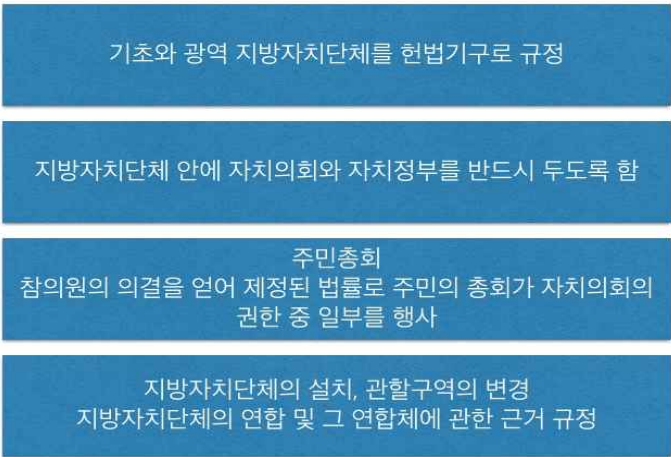 기초와 광역 지방자치단체를 헌법기구로 규정
지방자치단체 안에 자치의회와 자치정부를 반드시 두도록 함
주민총회
참의원의 의결을 얻어 제정된 법률로 주민의 총회가 자치의회의
권한 중 일부를 행사
지방자치단체의 설치, 관할구역의 변경
지방자치단체의 연합 및 그 연합체에 관한 근거 규정